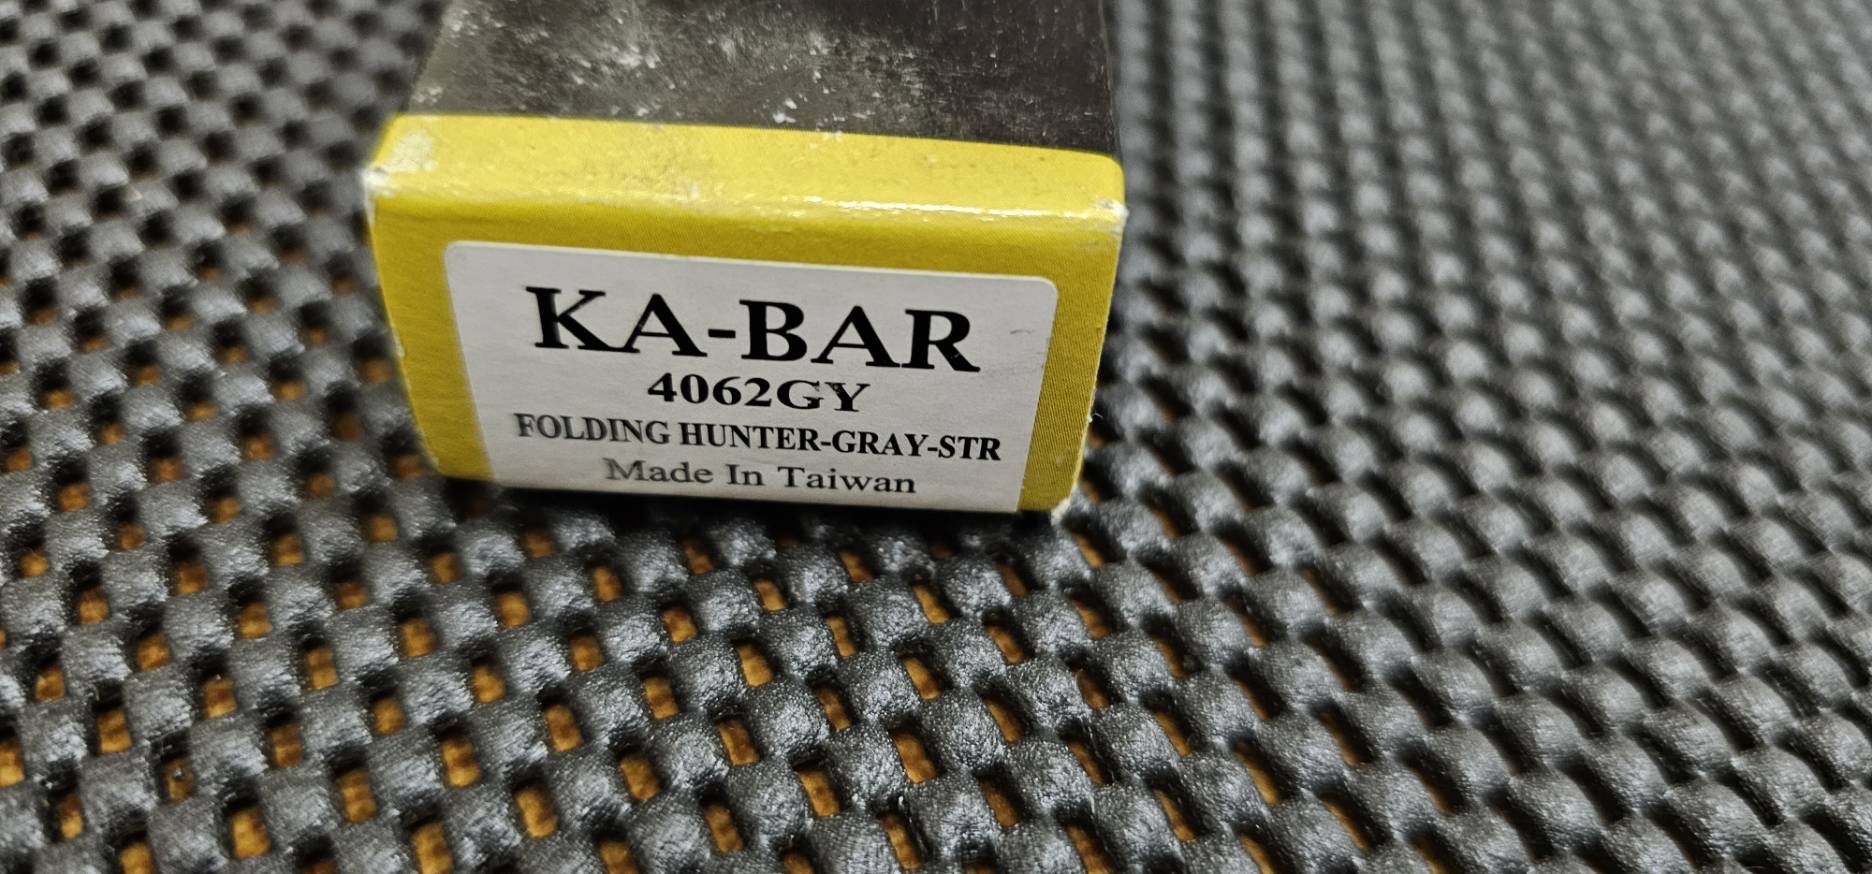 KA-BAR
4062GY
FOLDING HUNTER-GRAY-STR
Made In Taiwan